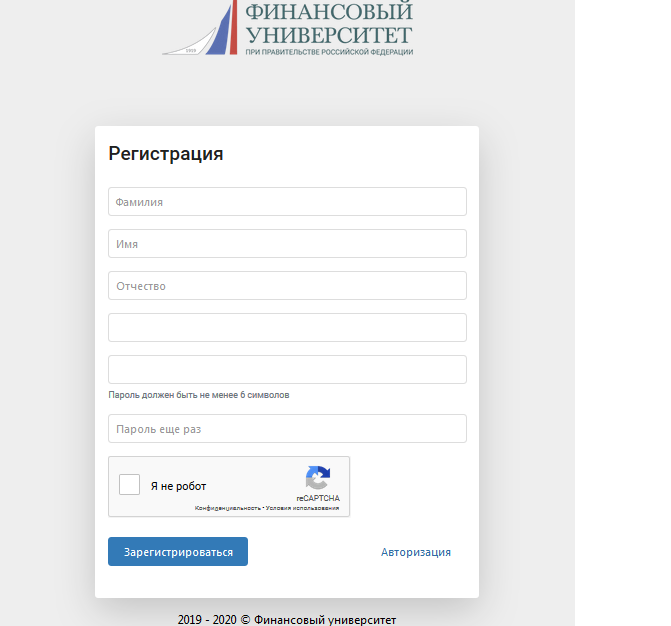 ФИНАНСОВЫЙ
УНИВЕРСИТЕТ
ПРИ ПРАВИТЕЛЬСТВЕ РОССИЙСКОЙ ФЕДЕРАЦИИ
Регистрация
Фамилия
Имя
Отчество
Пароль должен быть не менее 6 символов
Пароль еще раз
Я не робот
reCAPTCHA
Конфиденциальность • Условия использования
Зарегистрироваться
Авторизация
2019 - 2020 © Финансовый университет